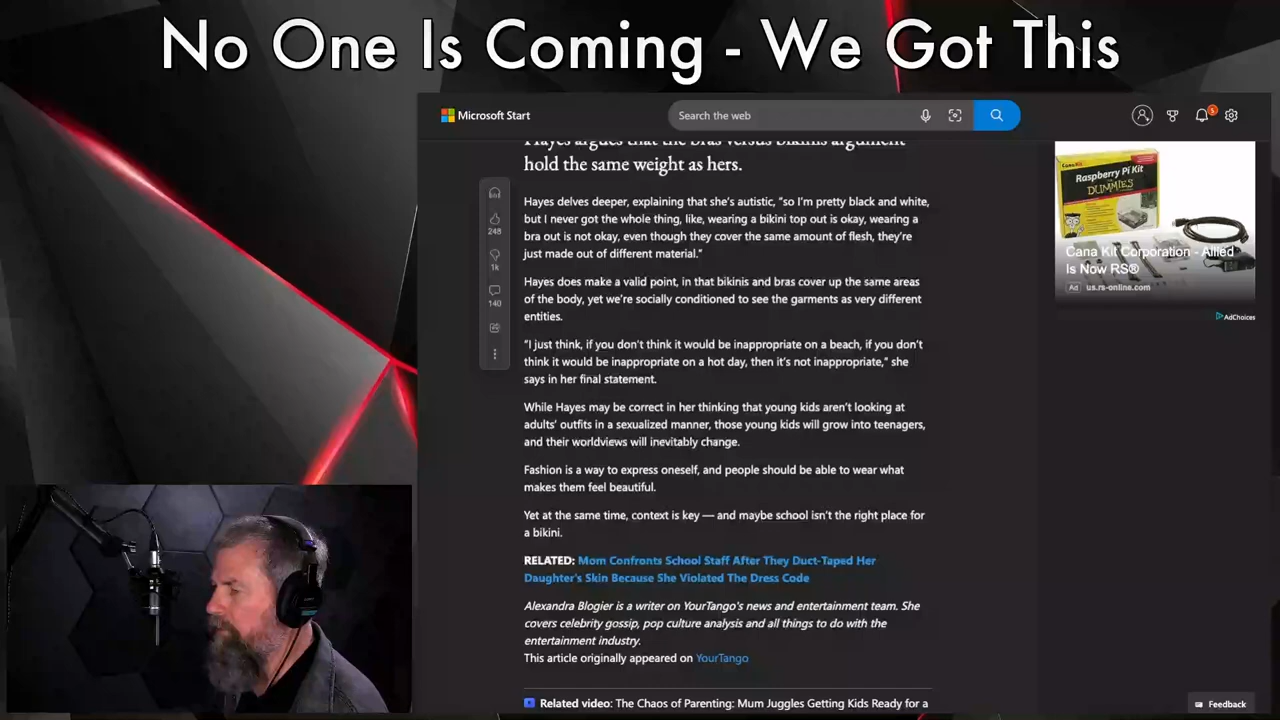 No One Is Coming - We Got This
Microsoft Start
Search the web
5
Hayes argues that the bras versus bikinis argument
hold the same weight as hers.
Hayes delves deeper, explaining that she's autistic, “so I'm pretty black and white,
but I never got the whole thing, like, wearing a bikini top out is okay, wearing a
bra out is not okay, even though they cover the same amount of flesh, they're
just made out of different material.”
Hayes does make a valid point, in that bikinis and bras cover up the same areas
of the body, yet we're socially conditioned to see the garments as very different
entities.
“I just think, if you don't think it would be inappropriate on a beach, if you don't
think it would be inappropriate on a hot day, then it's not inappropriate,” she
says in her final statement.
While Hayes may be correct in her thinking that young kids aren't looking at
adults' outfits in a sexualized manner, those young kids will grow into teenagers,
and their worldviews will inevitably change.
Fashion is a way to express oneself, and people should be able to wear what
makes them feel beautiful.
Yet at the same time, context is key — and maybe school isn't the right place for
a bikini.
RELATED: Mom Confronts School Staff After They Duct-Taped Her
Daughter's Skin Because She Violated The Dress Code
Alexandra Blogier is a writer on YourTango's news and entertainment team. She
covers celebrity gossip, pop culture analysis and all things to do with the
entertainment industry.
This article originally appeared on YourTango
Related video: The Chaos of Parenting: Mum Juggles Getting Kids Ready for a
248
1k
140
Raspberry Pi Kit
DUMMIES
Cana Kit Corporation - Allied
Is Now RS®
Ad us.rs-online.com
AdChoices
Feedback